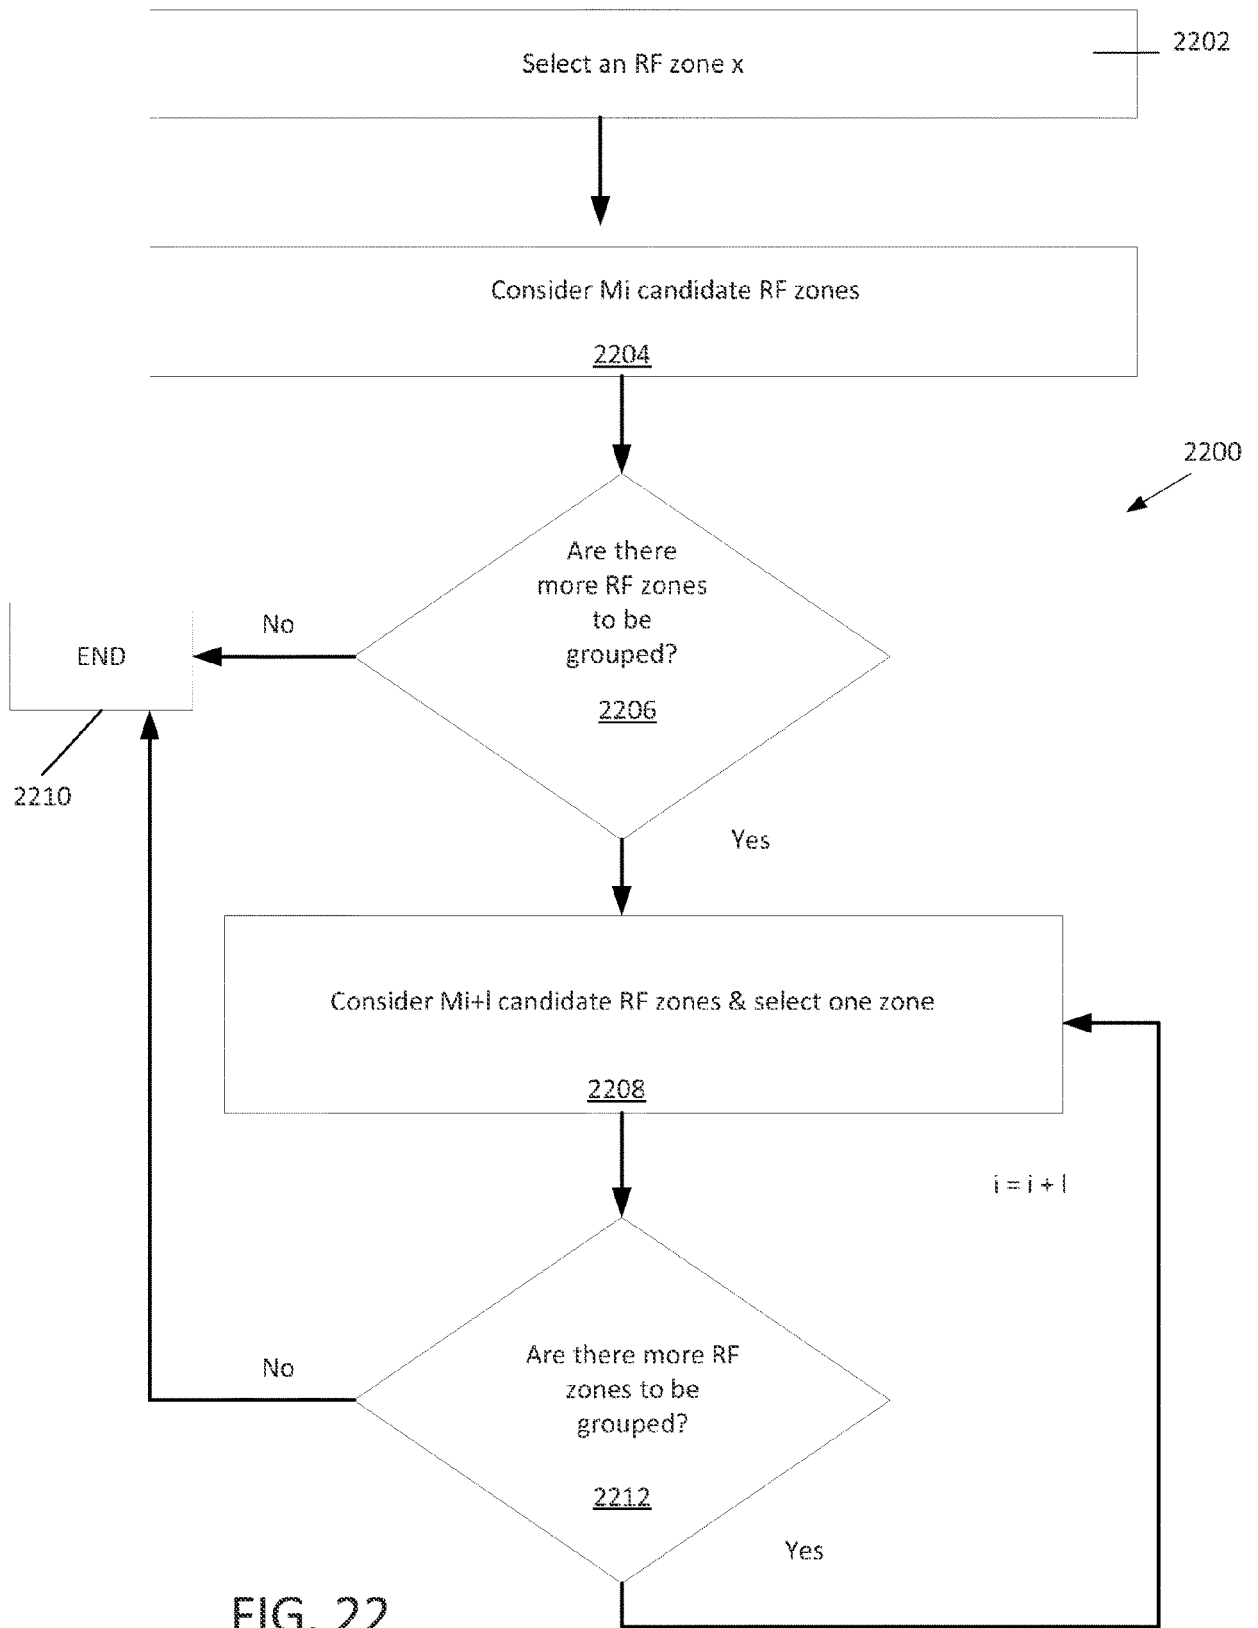 2202
Select an RF zone x
Consider Mi candidate RF zones
2204
2200
Are there
more RF zones
to be
grouped?
2206
No
END
2210
Yes
Consider Mi+l candidate RF zones & select one zone
2208
i = i + l
Are there more RF
zones to be
grouped?
2212
No
Yes
FIG. 22